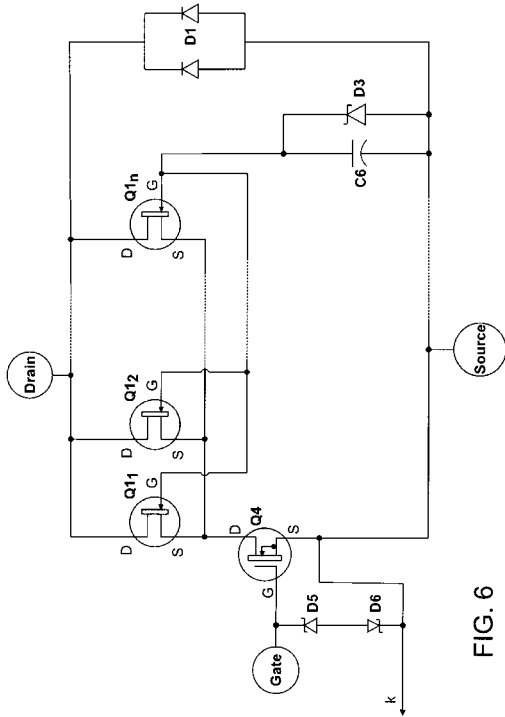 Drain
D1
D
Q1₁
G
S
D
Q1₂
G
S
D
Q1n
G
S
D3
C6
D
Q4
G
S
Gate
D5
D6
k
Source
FIG. 6